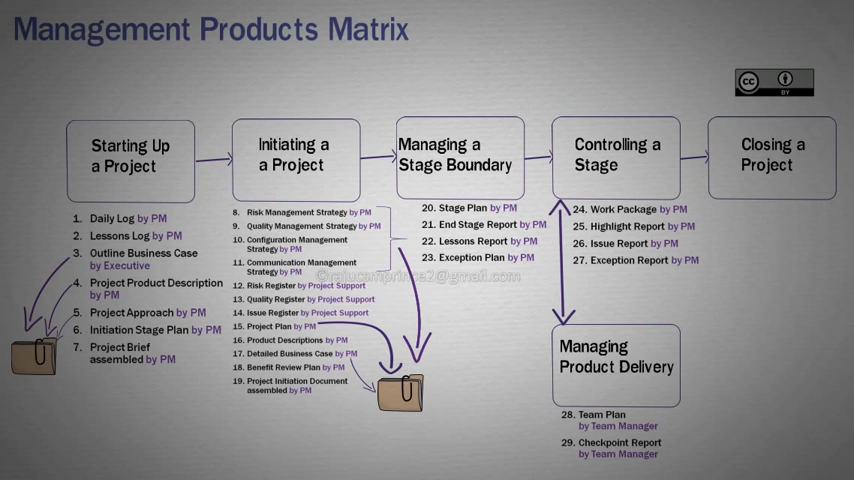 Management Products Matrix
CC BY
Starting Up
a Project
Initiating a
a Project
Managing a
Stage Boundary
Controlling a
Stage
Closing a
Project
1. Daily Log by PM
2. Lessons Log by PM
3. Outline Business Case
by Executive
4. Project Product Description
by PM
5. Project Approach by PM
6. Initiation Stage Plan by PM
7. Project Brief
assembled by PM
8. Risk Management Strategy by PM
9. Quality Management Strategy by PM
10. Configuration Management
Strategy by PM
11. Communication Management
Strategy by PM
12. Risk Register by Project Support
13. Quality Register by Project Support
14. Issue Register by Project Support
15. Project Plan by PM
16. Product Descriptions by PM
17. Detailed Business Case by PM
18. Benefit Review Plan by PM
19. Project Initiation Document
assembled by PM
20. Stage Plan by PM
21. End Stage Report by PM
22. Lessons Report by PM
23. Exception Plan by PM
24. Work Package by PM
25. Highlight Report by PM
26. Issue Report by PM
27. Exception Report by PM
©rajucamprince2@gmail.com
Managing
Product Delivery
28. Team Plan
by Team Manager
29. Checkpoint Report
by Team Manager